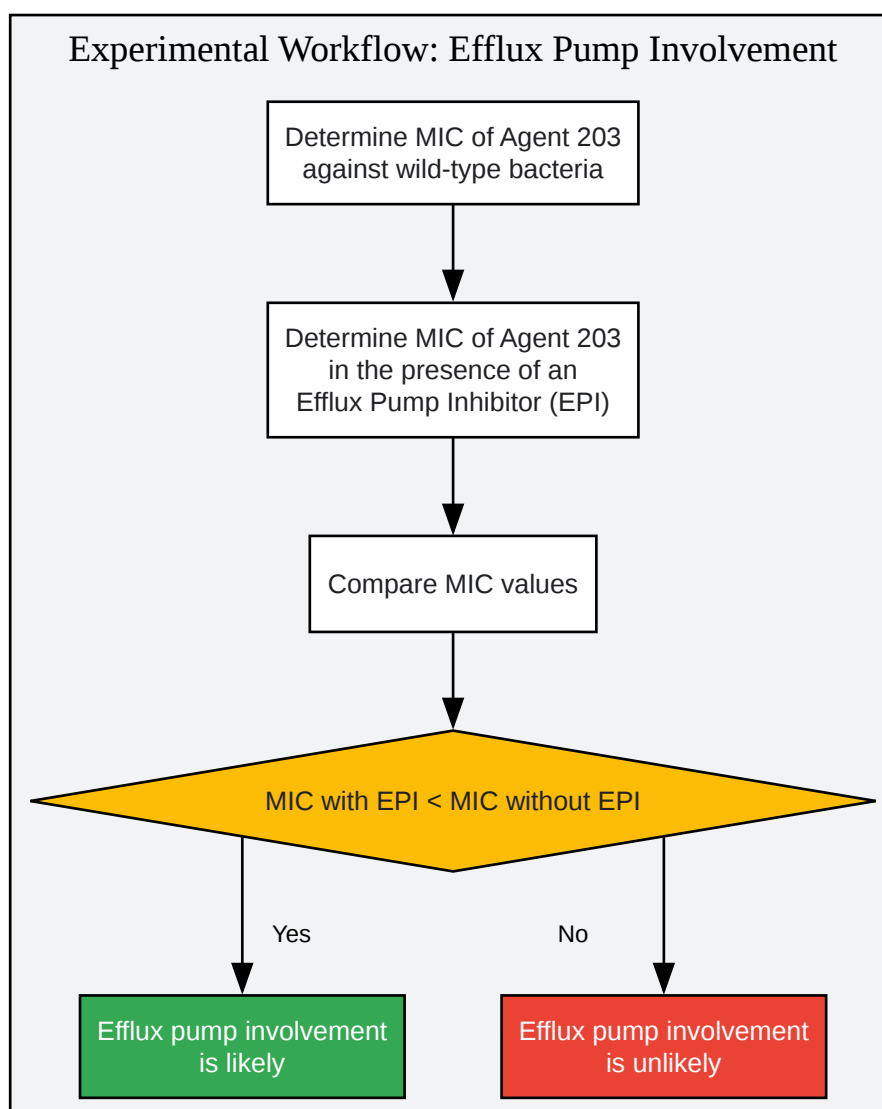 Experimental Workflow: Efflux Pump Involvement
Determine MIC of Agent 203
against wild-type bacteria
Determine MIC of Agent 203
in the presence of an
Efflux Pump Inhibitor (EPI)
Compare MIC values
MIC with EPI < MIC without EPI
Yes
No
Efflux pump involvement
is likely
Efflux pump involvement
is unlikely